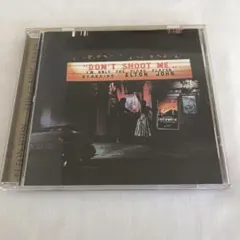 "DON'T SHOOT ME
I'M ONLY THE PIANO PLAYER"
STARRING ELTON JOHN